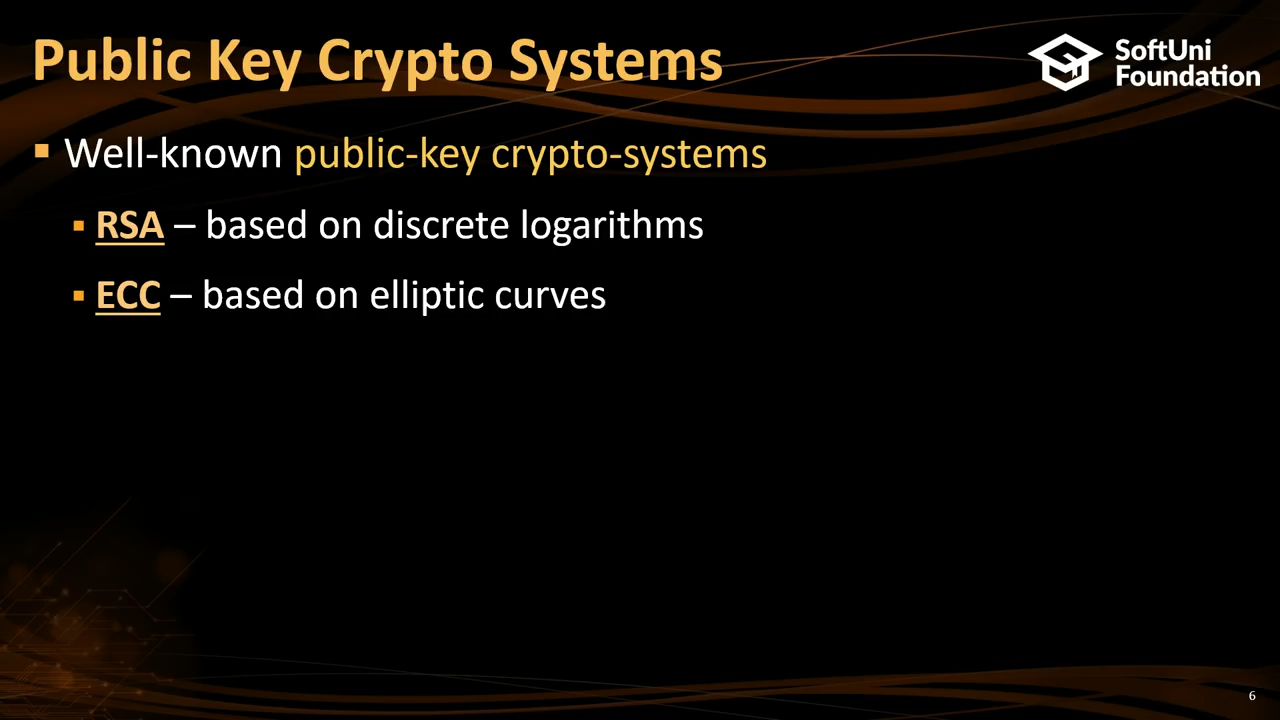 Public Key Crypto Systems
SoftUni
Foundation
Well-known public-key crypto-systems
RSA – based on discrete logarithms
ECC – based on elliptic curves
6